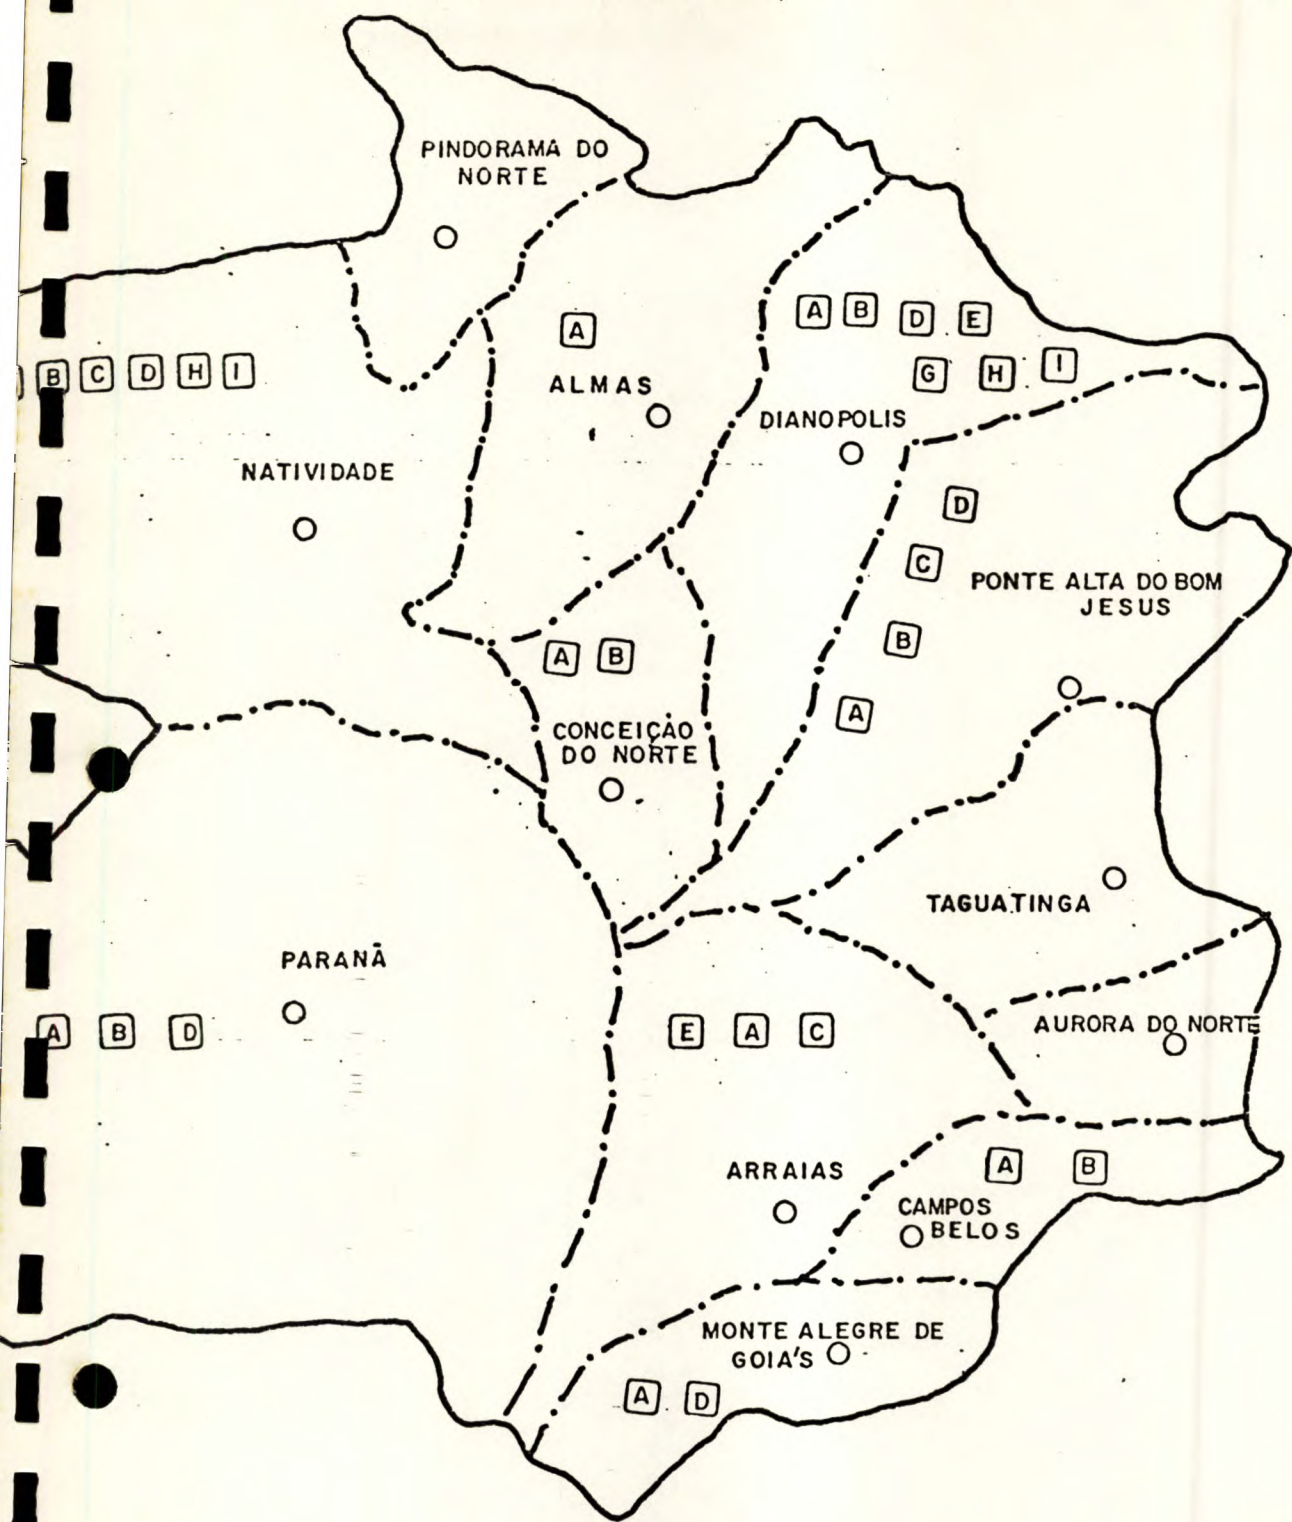 PINDORAMA DO
NORTE
A
ALMAS
A B D E
G H I
DIANOPOLIS
B C D H I
NATIVIDADE
D
C
B
A
PONTE ALTA DO BOM
JESUS
A B
CONCEIÇÃO
DO NORTE
TAGUATINGA
PARANÃ
A B D
E A C
AURORA DO NORTE
ARRAIAS
A B
CAMPOS
BELOS
MONTE ALEGRE DE
GOIA'S
A D